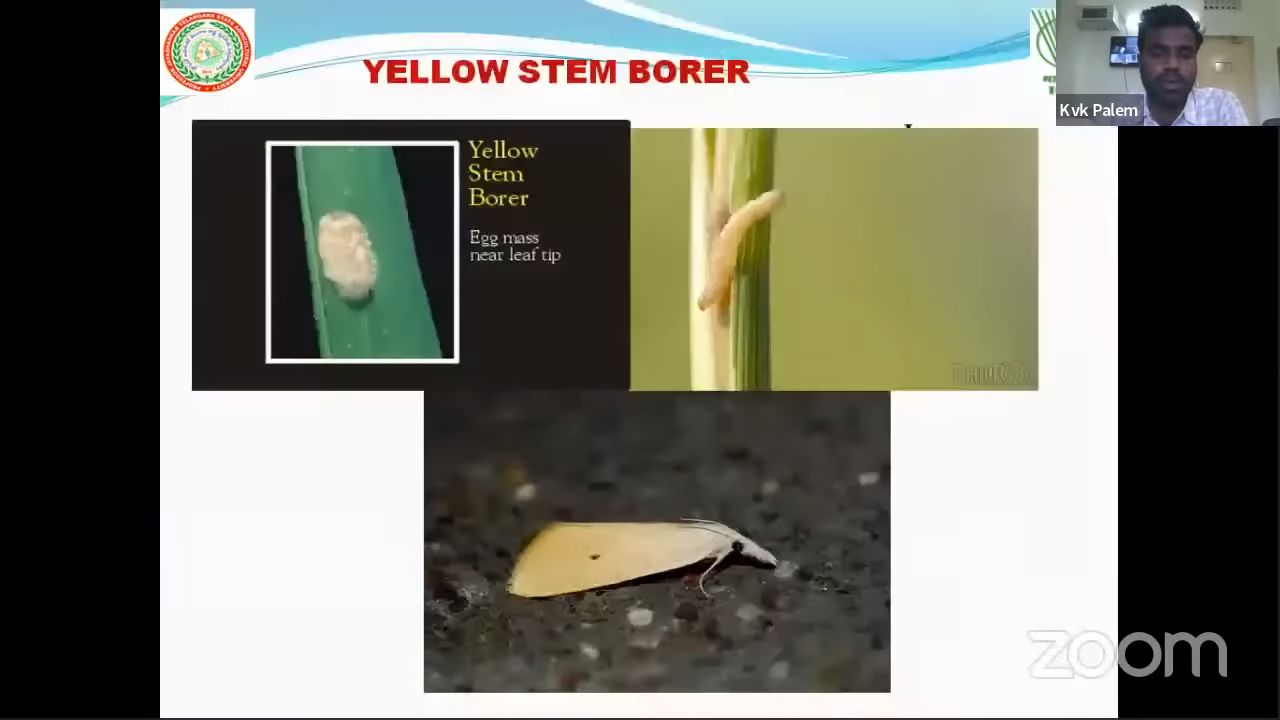 YELLOW STEM BORER
Kvk Palem
Yellow
Stem
Borer
Egg mass
near leaf tip
zoom